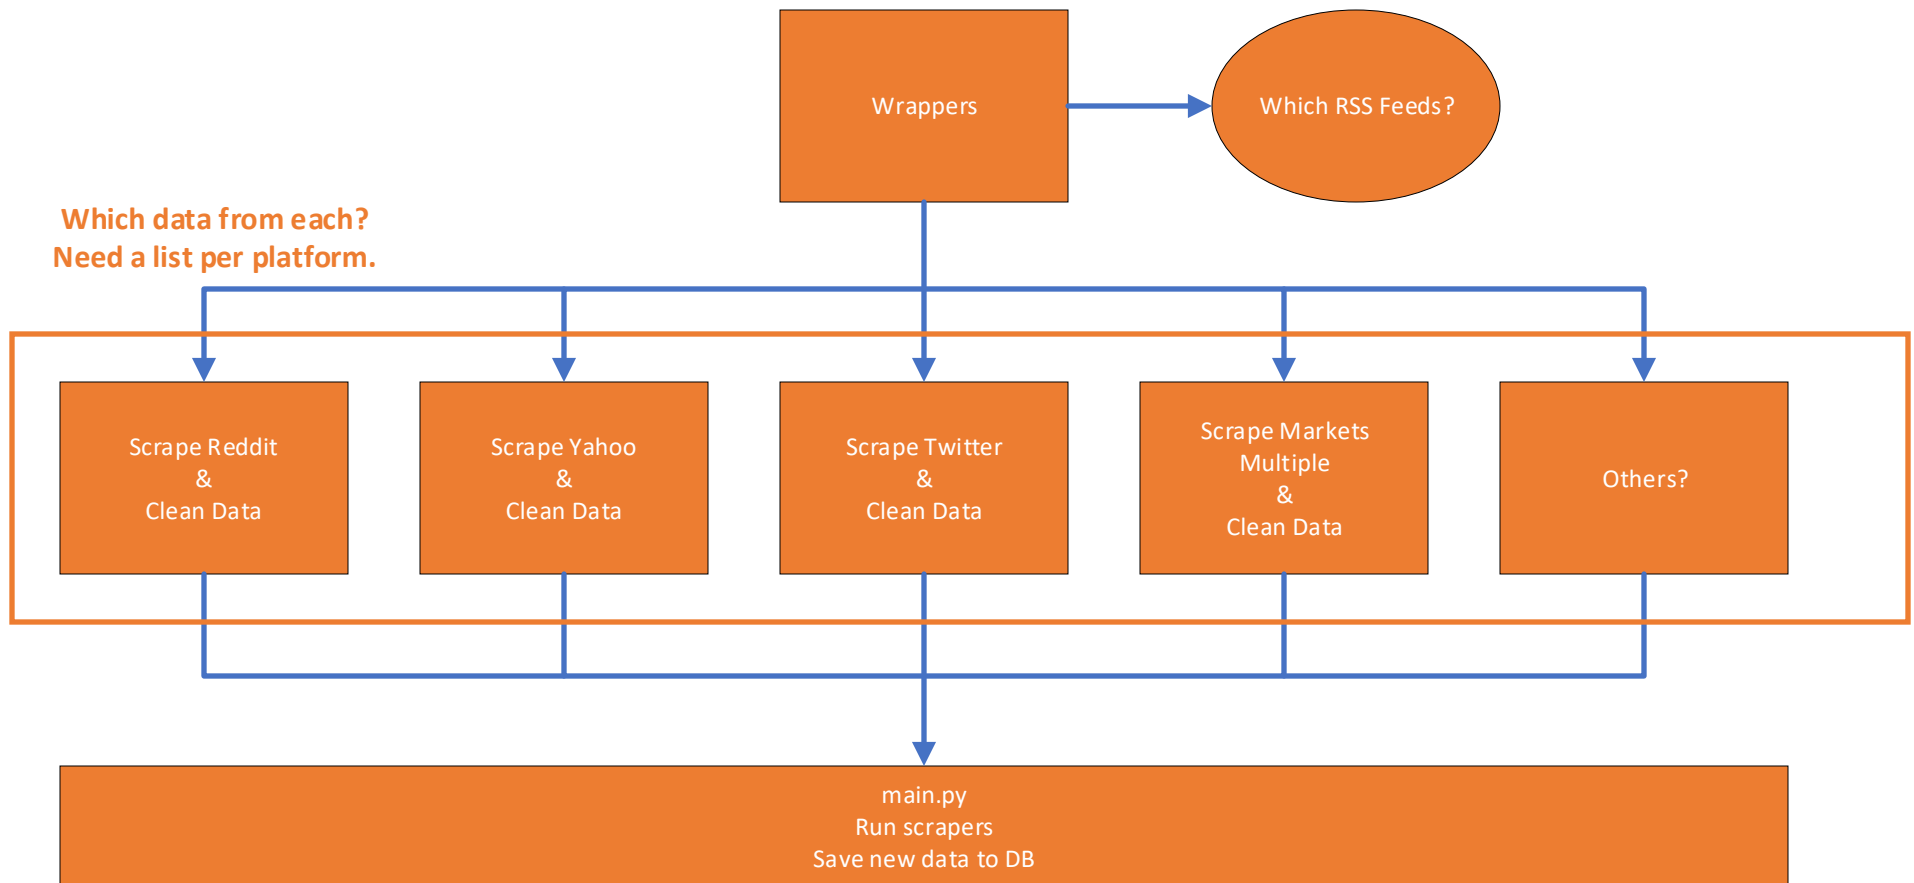 Wrappers
Which RSS Feeds?
Which data from each?
Need a list per platform.
Scrape Reddit
&
Clean Data
Scrape Yahoo
&
Clean Data
Scrape Twitter
&
Clean Data
Scrape Markets
Multiple
&
Clean Data
Others?
main.py
Run scrapers
Save new data to DB